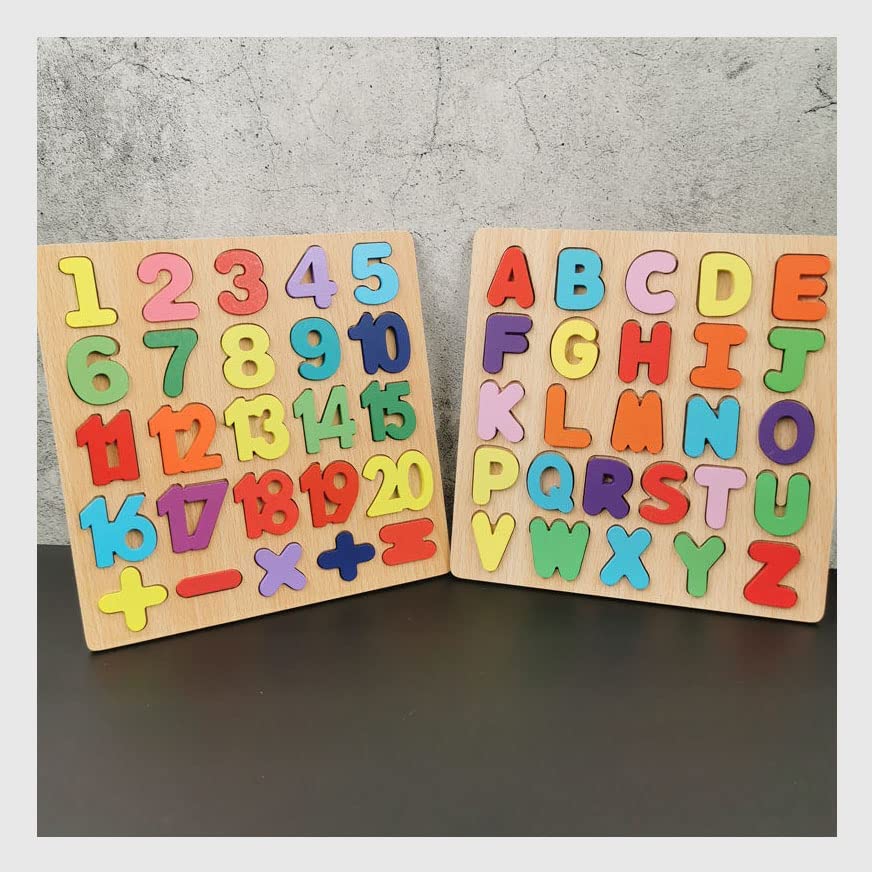 1 2 3 4 5
6 7 8 9 10
11 12 13 14 15
16 17 18 19 20
+ − × ÷ =
A B C D E
F G H I J
K L M N O
P Q R S T U
V W X Y Z